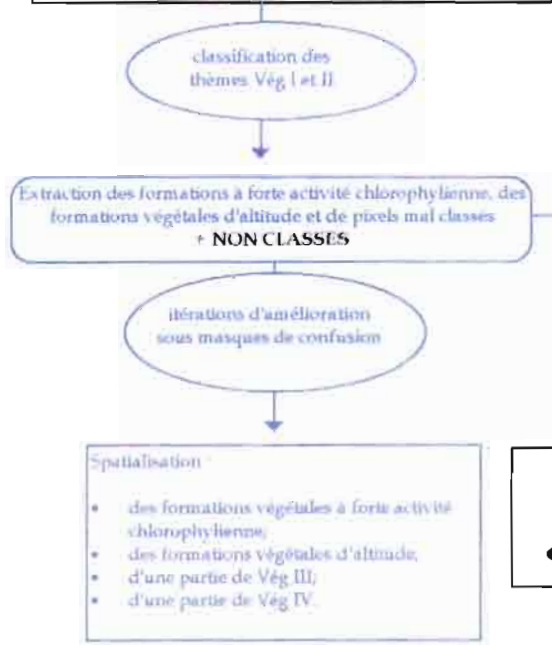 classification des
thèmes Vég I et II
Extraction des formations à forte activité chlorophylienne, des
formations végétales d'altitude et de pixels mal classés
+ NON CLASSES
itérations d'amélioration
sous masques de confusion
Spatialisation
• des formations végétales à forte activité
chlorophylienne,
• des formations végétales d'altitude,
• d'une partie de Vég III,
• d'une partie de Vég IV.